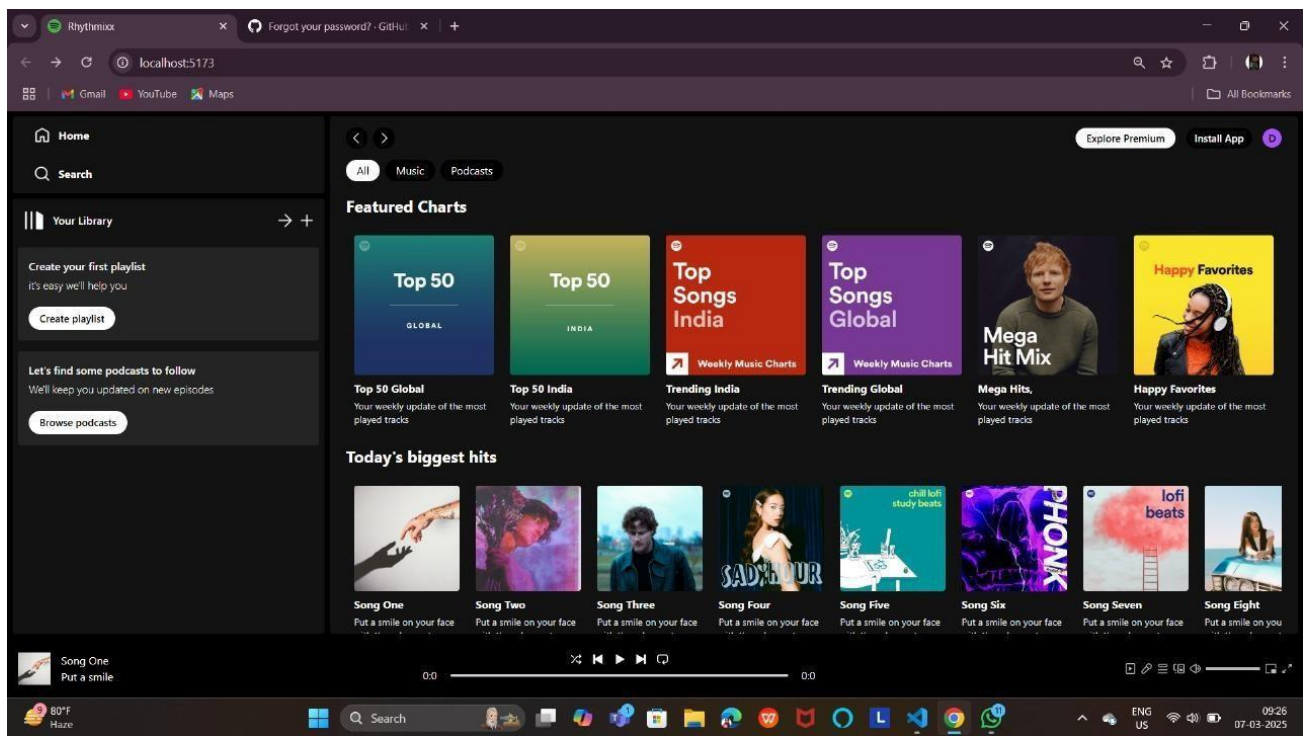 Rhythmixx
Forgot your password? · GitHub
localhost:5173
Gmail YouTube Maps
All Bookmarks
Home
Search
Your Library
Create your first playlist
it's easy we'll help you
Create playlist
Let's find some podcasts to follow
We'll keep you updated on new episodes
Browse podcasts
Explore Premium Install App D
All Music Podcasts
Featured Charts
Top 50
GLOBAL
Top 50
INDIA
Top
Songs
India
Weekly Music Charts
Top
Songs
Global
Weekly Music Charts
Mega
Hit Mix
Happy Favorites
Top 50 Global
Your weekly update of the most
played tracks
Top 50 India
Your weekly update of the most
played tracks
Trending India
Your weekly update of the most
played tracks
Trending Global
Your weekly update of the most
played tracks
Mega Hits,
Your weekly update of the most
played tracks
Happy Favorites
Your weekly update of the most
played tracks
Today's biggest hits
SAD HOUR
chill lofi
study beats
PHONK
lofi
beats
Song One
Put a smile on your face
Song Two
Put a smile on your face
Song Three
Put a smile on your face
Song Four
Put a smile on your face
Song Five
Put a smile on your face
Song Six
Put a smile on your face
Song Seven
Put a smile on your face
Song Eight
Put a smile on you
Song One
Put a smile
0:0
0:0
9
80°F
Haze
Search
1
L
11
ENG
US
09:26
07-03-2025